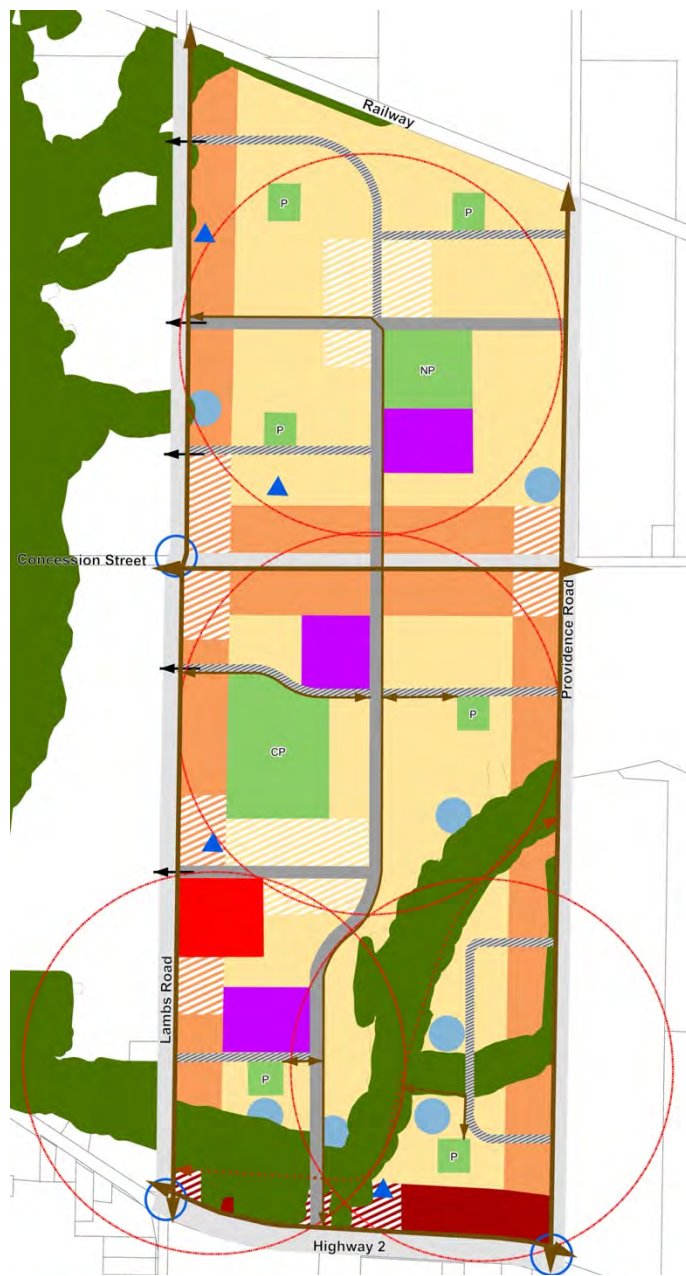 Railway
P
P
NP
P
Concession Street
Providence Road
P
CP
Lambs Road
P
P
Highway 2